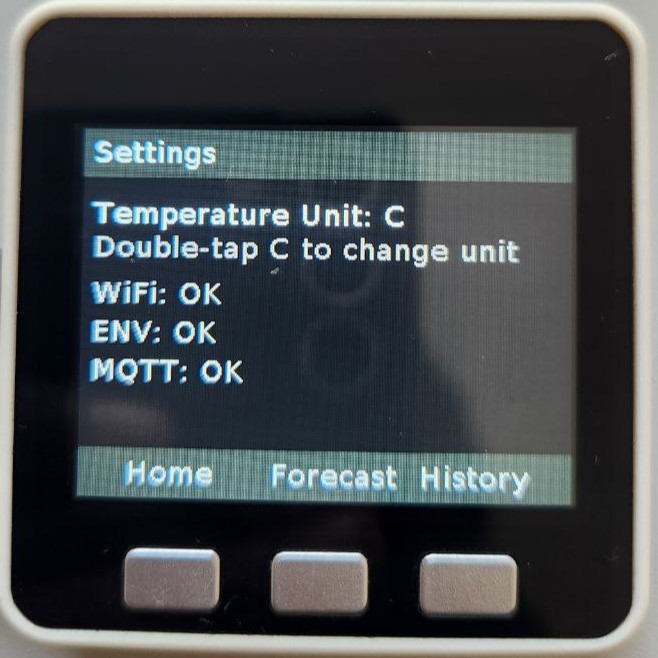 Settings
Temperature Unit: C
Double-tap C to change unit
WiFi: OK
ENV: OK
MQTT: OK
Home Forecast History